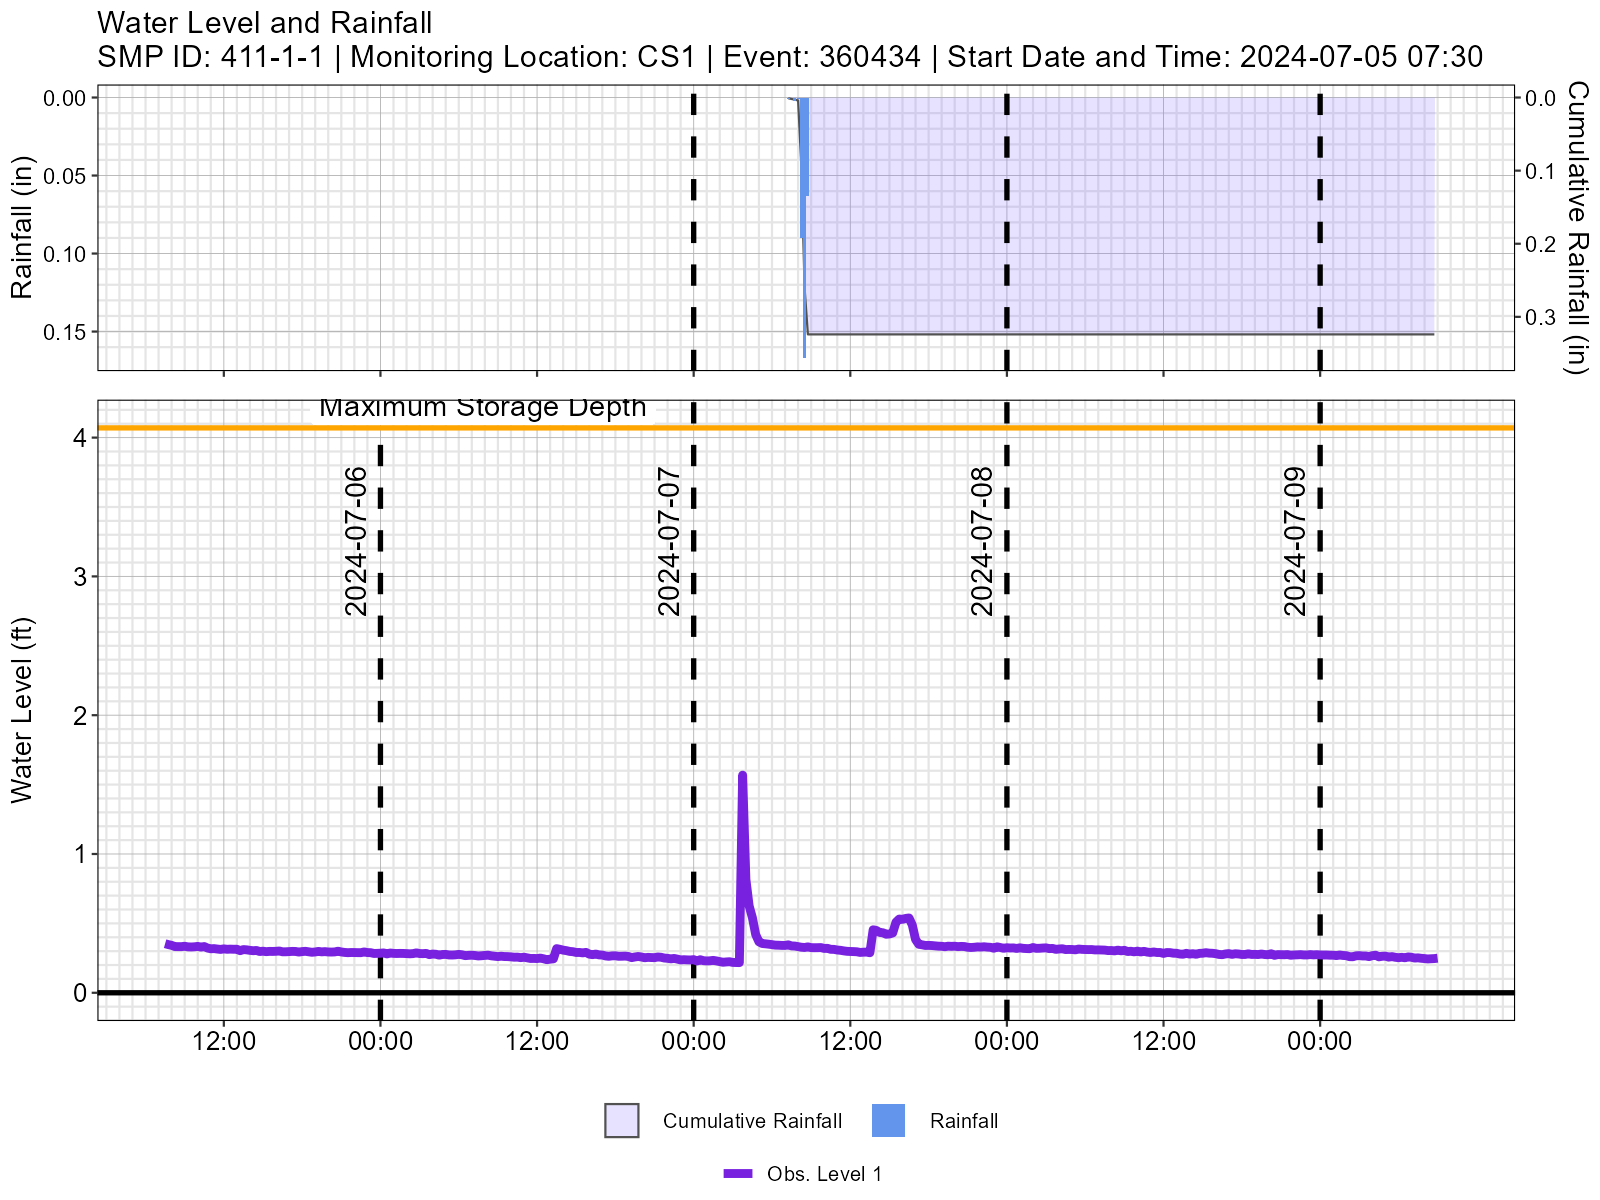 Water Level and Rainfall
SMP ID: 411-1-1 | Monitoring Location: CS1 | Event: 360434 | Start Date and Time: 2024-07-05 07:30
Rainfall (in)
0.00
0.05
0.10
0.15
0.0
0.1
0.2
0.3
Cumulative Rainfall (in)
Maximum Storage Depth
Water Level (ft)
4
3
2
1
0
2024-07-06
2024-07-07
2024-07-08
2024-07-09
12:00 00:00 12:00 00:00 12:00 00:00 12:00 00:00
Cumulative Rainfall Rainfall
Obs. Level 1